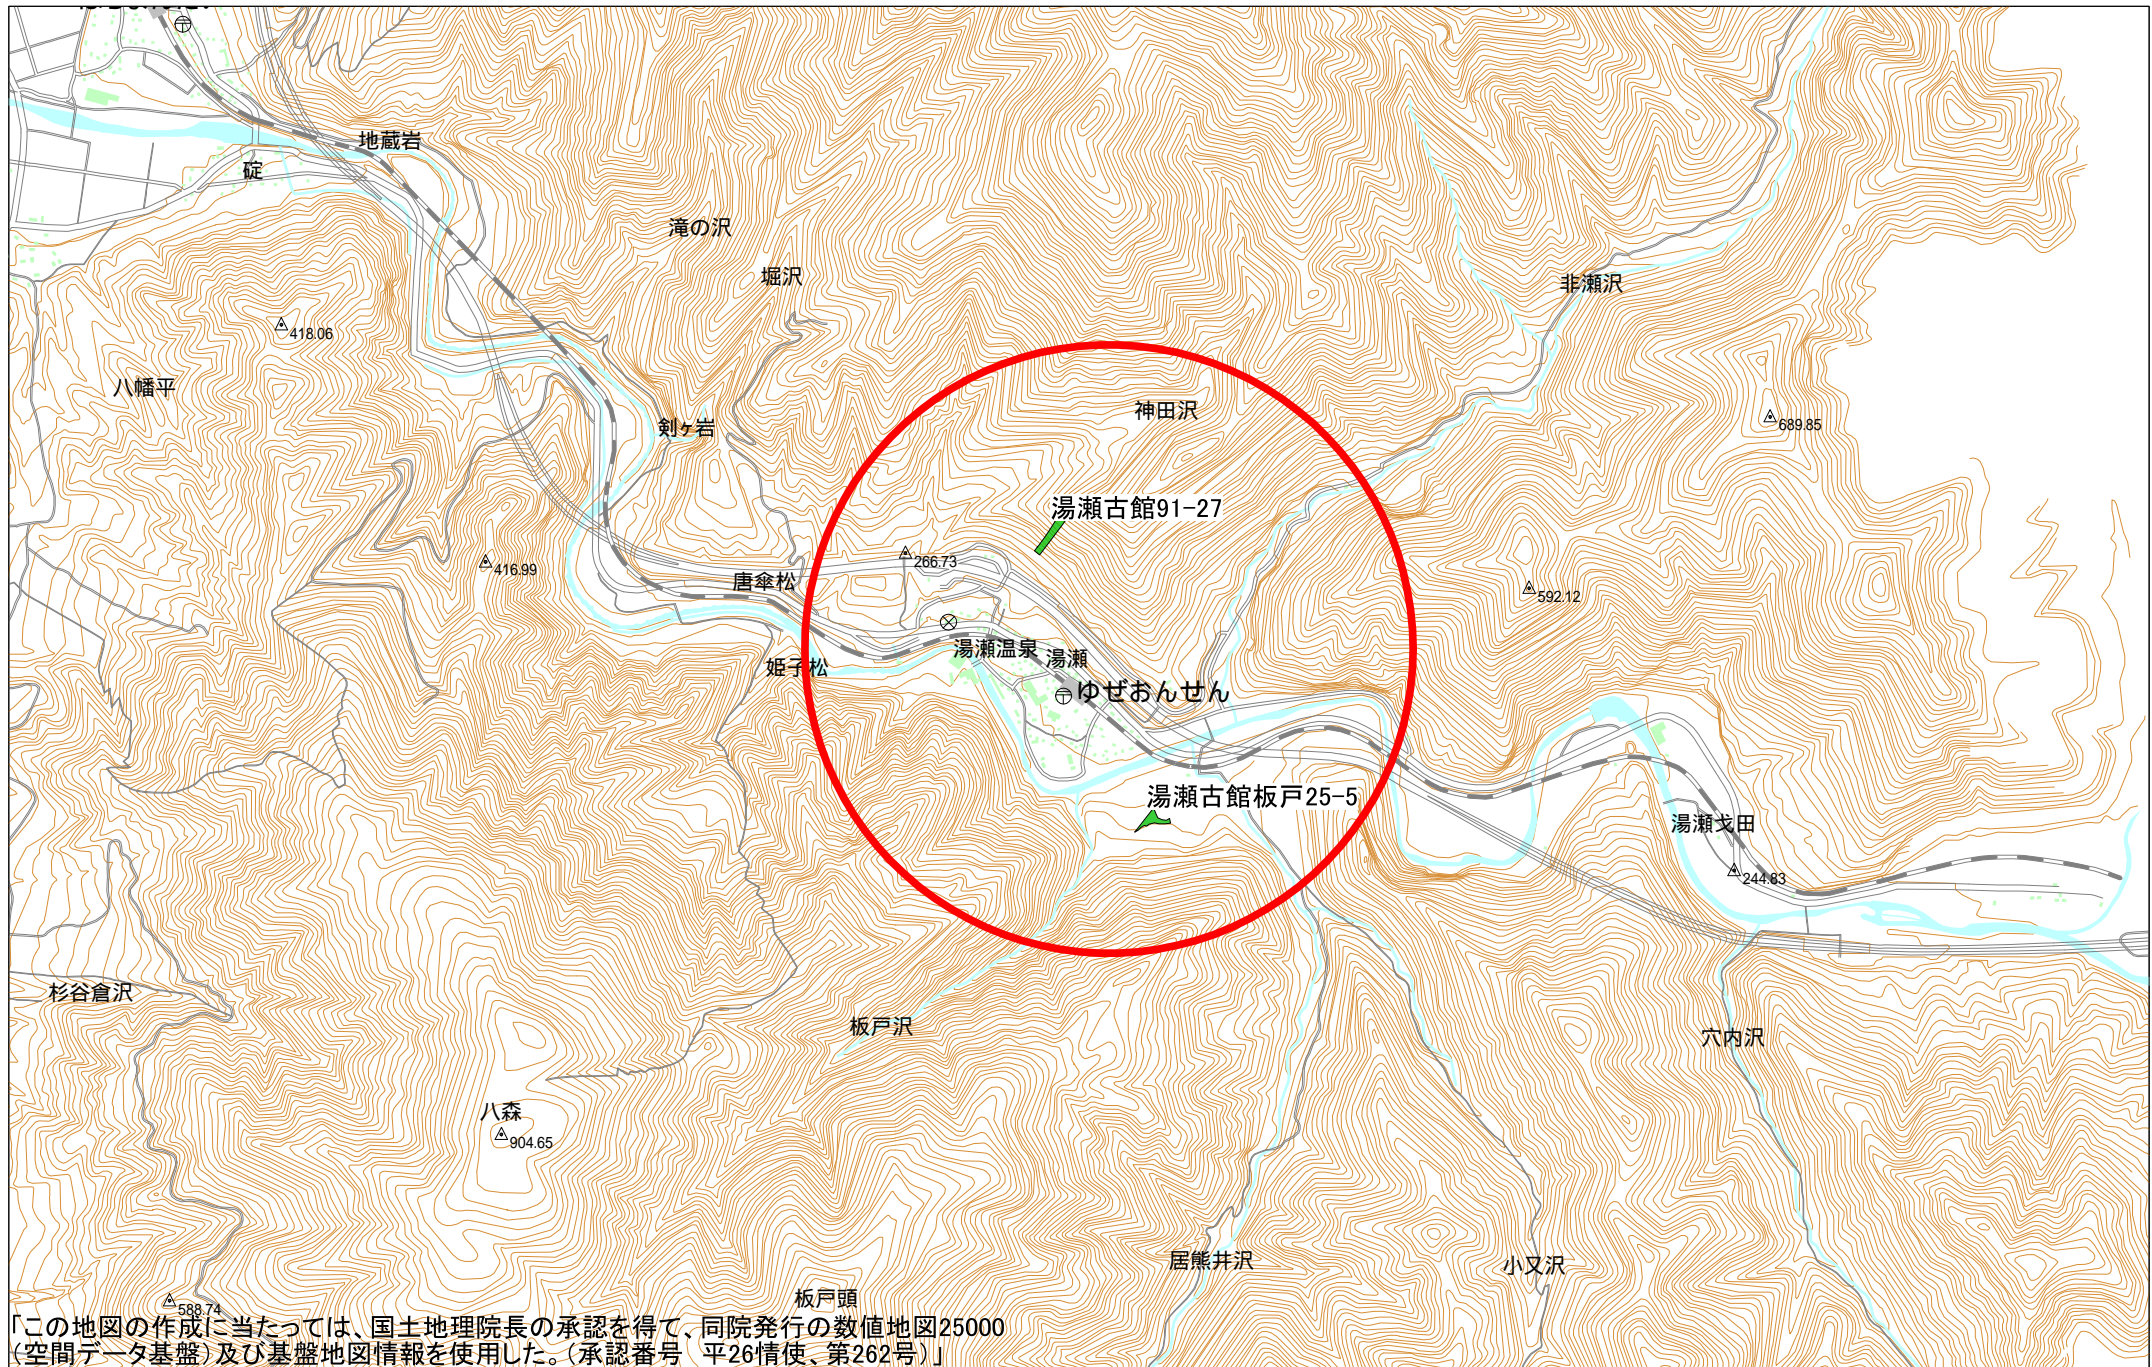 地蔵岩
碇
滝の沢
堀沢
非瀬沢
418.06
八幡平
神田沢
剣ヶ岩
689.85
湯瀬古館91-27
266.73
416.99
唐傘松
592.12
湯瀬温泉
湯瀬
姫子松
ゆぜおんせん
湯瀬古館板戸25-5
湯瀬戈田
244.83
杉谷倉沢
板戸沢
穴内沢
八森
904.65
居熊井沢
小又沢
板戸頭
588.74
「この地図の作成に当たっては、国土地理院長の承認を得て、同院発行の数値地図25000
（空間データ基盤）及び基盤地図情報を使用した。（承認番号　平26情使、第262号）」